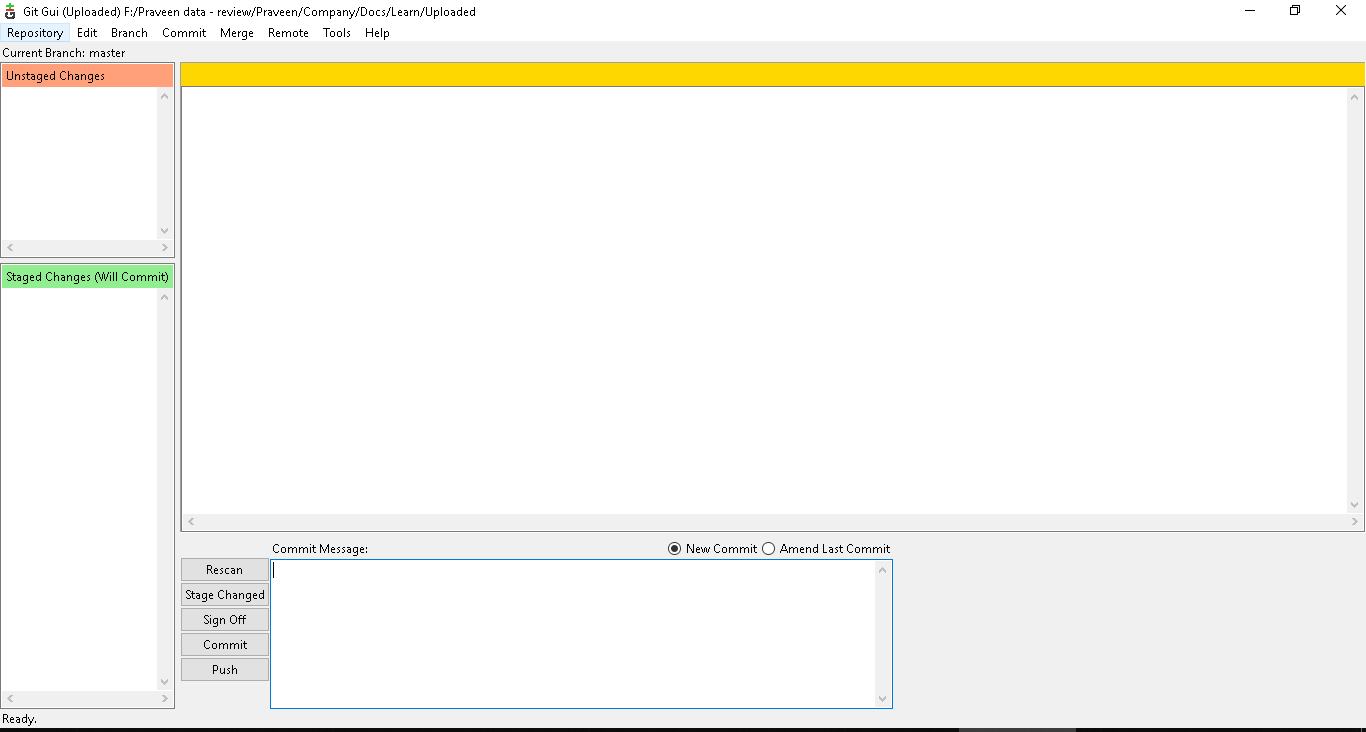 Git Gui (Uploaded) F:/Praveen data - review/Praveen/Company/Docs/Learn/Uploaded
Repository Edit Branch Commit Merge Remote Tools Help
Current Branch: master
Unstaged Changes
Staged Changes (Will Commit)
Commit Message: New Commit Amend Last Commit
Rescan
Stage Changed
Sign Off
Commit
Push
Ready.